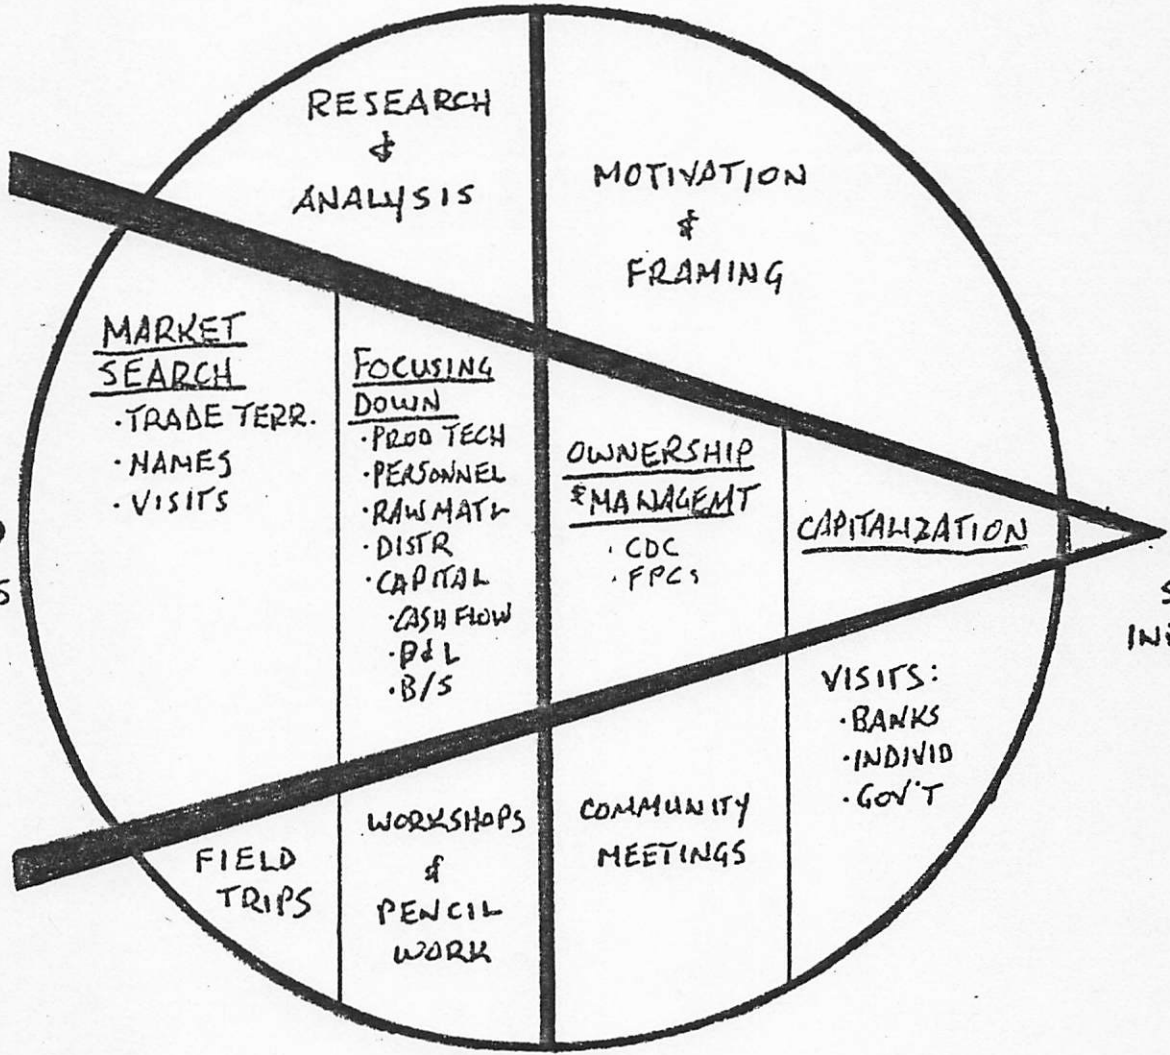 RESEARCH
&
ANALYSIS
MOTIVATION
&
FRAMING
MARKET
SEARCH
·TRADE TERR.
·NAMES
·VISITS
FOCUSING
DOWN
·PROD TECH
·PERSONNEL
·RAW MATL
·DISTR
·CAPITAL
·CASH FLOW
·P&L
·B/S
OWNERSHIP
&MANAGEMT
·CDC
·FPCs
CAPITALIZATION
FIELD
TRIPS
WORKSHOPS
&
PENCIL
WORK
COMMUNITY
MEETINGS
VISITS:
·BANKS
·INDIVID
·GOV'T